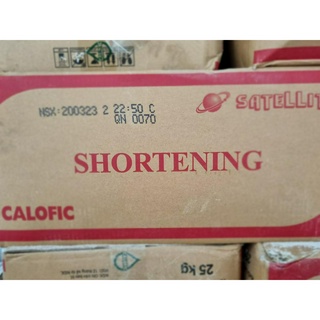 NSX:200323 2 22:50 C
QN 0070
SATELLIT
SHORTENING
CALOFIC
25 kg